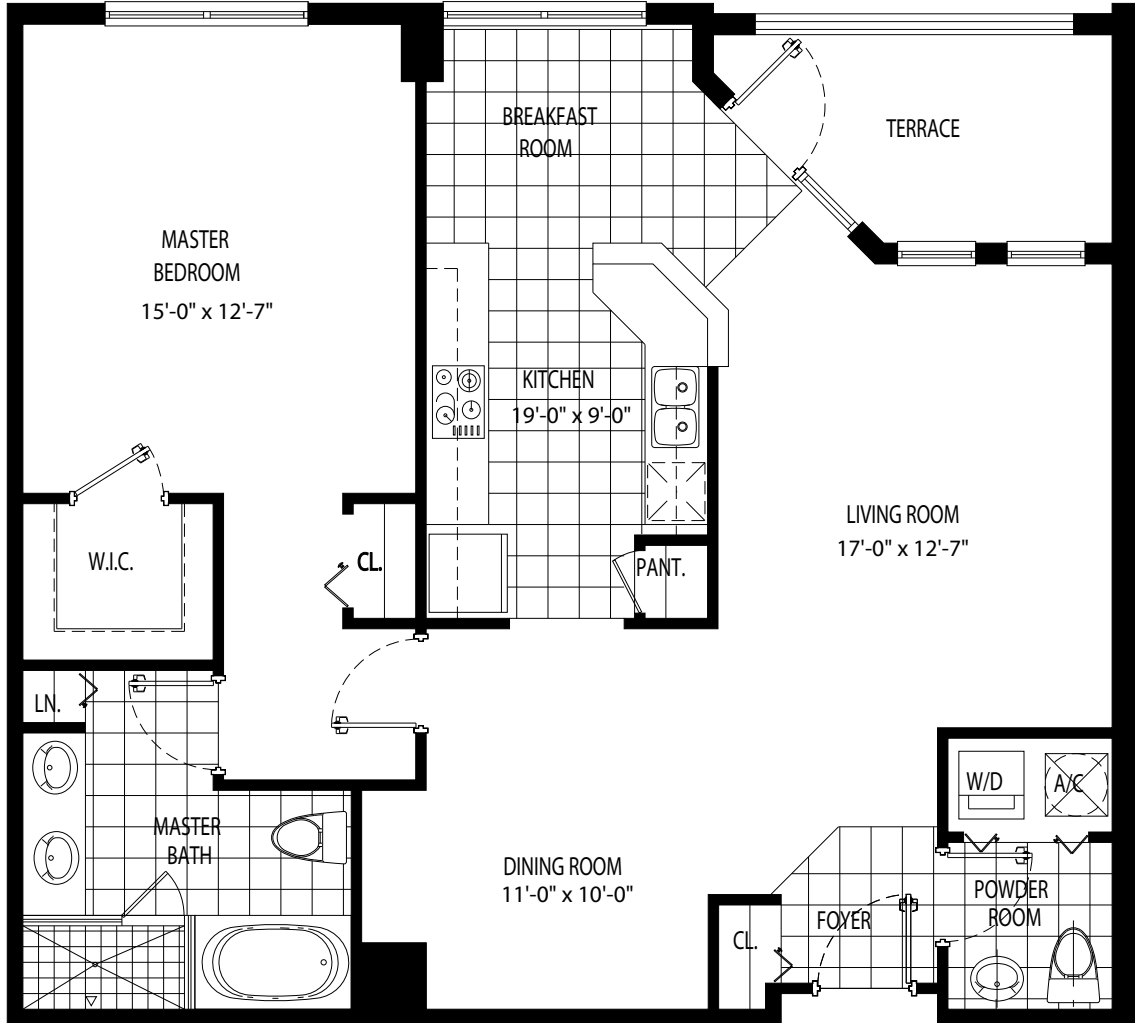 BREAKFAST
ROOM
TERRACE
MASTER
BEDROOM
15'-0" x 12'-7"
KITCHEN
19'-0" x 9'-0"
LIVING ROOM
17'-0" x 12'-7"
W.I.C.
CL.
PANT.
LN.
W/D
A/C
MASTER
BATH
DINING ROOM
11'-0" x 10'-0"
POWDER
ROOM
FOYER
CL.